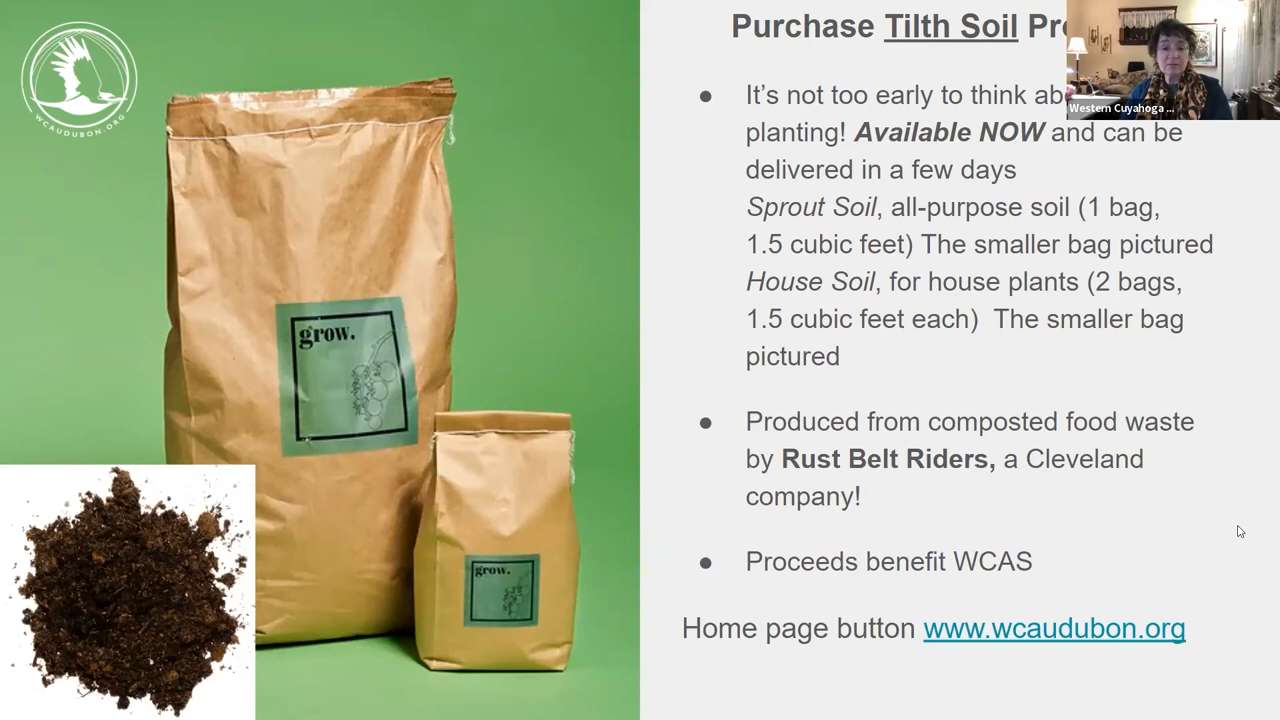 WCAUDUBON.ORG
grow.
grow.
Purchase Tilth Soil
Western Cuyahoga ...
● It’s not too early to think
planting! Available NOW and can be
delivered in a few days
Sprout Soil, all-purpose soil (1 bag,
1.5 cubic feet) The smaller bag pictured
House Soil, for house plants (2 bags,
1.5 cubic feet each)  The smaller bag
pictured
● Produced from composted food waste
by Rust Belt Riders, a Cleveland
company!
● Proceeds benefit WCAS
Home page button www.wcaudubon.org